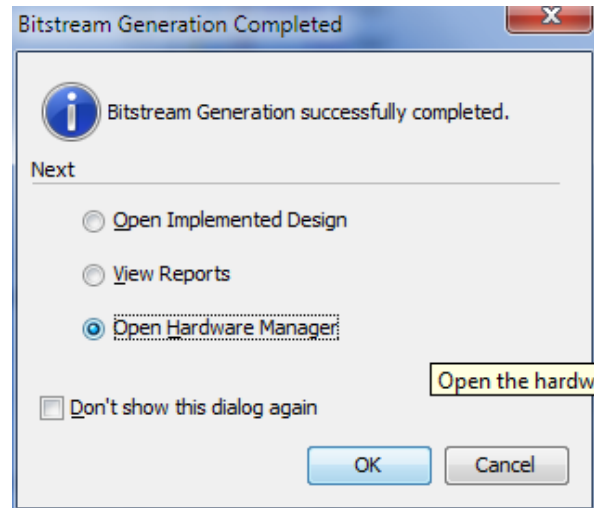 Bitstream Generation Completed
Bitstream Generation successfully completed.
Next
Open Implemented Design
View Reports
Open Hardware Manager
Open the hardw
Don't show this dialog again
OK
Cancel